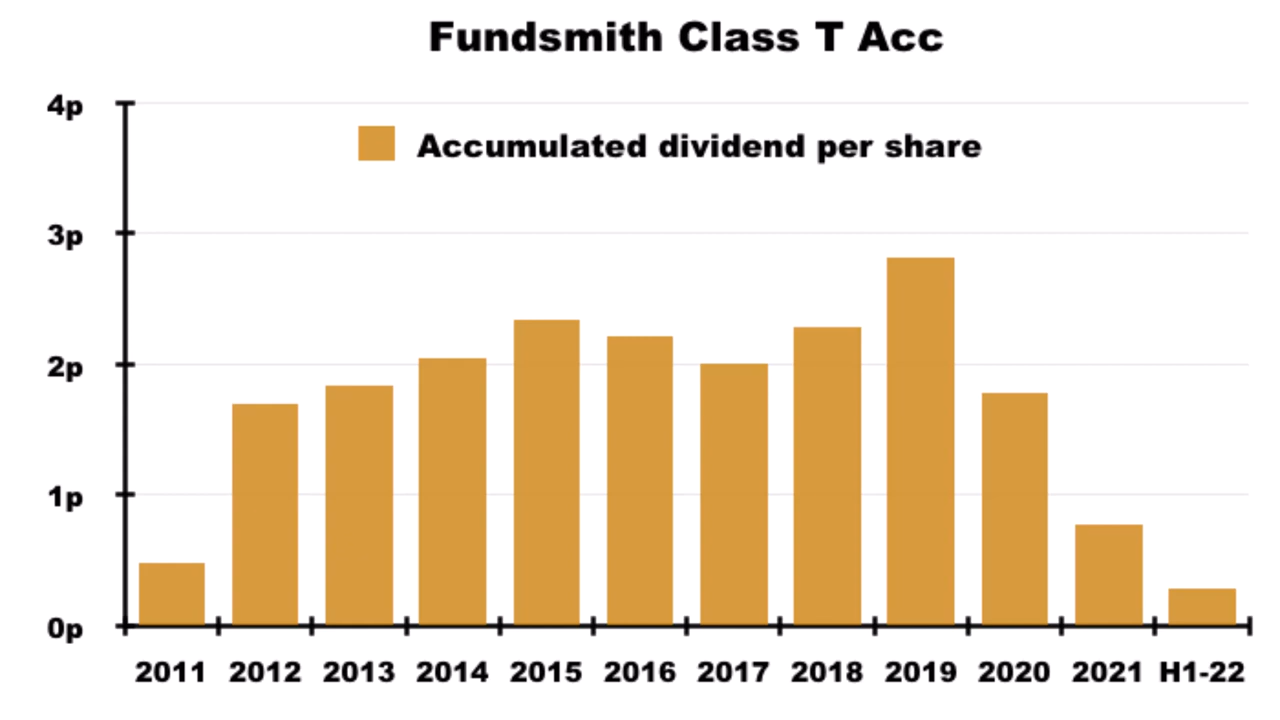 Fundsmith Class T Acc
4p
Accumulated dividend per share
3p
2p
1p
0p
2011 2012 2013 2014 2015 2016 2017 2018 2019 2020 2021 H1-22